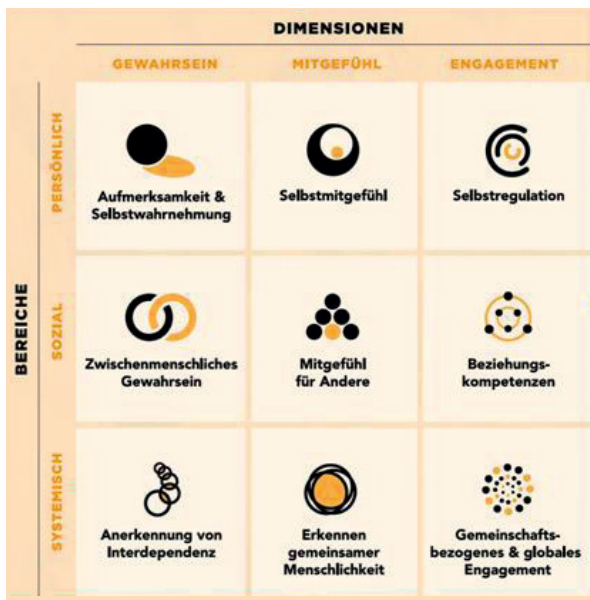 DIMENSIONEN
GEWAHRSEIN MITGEFÜHL ENGAGEMENT
BEREICHE
PERSÖNLICH
Aufmerksamkeit &
Selbstwahrnehmung
Selbstmitgefühl
Selbstregulation
SOZIAL
Zwischenmenschliches
Gewahrsein
Mitgefühl
für Andere
Beziehungs-
kompetenzen
SYSTEMISCH
Anerkennung von
Interdependenz
Erkennen
gemeinsamer
Menschlichkeit
Gemeinschafts-
bezogenes & globales
Engagement